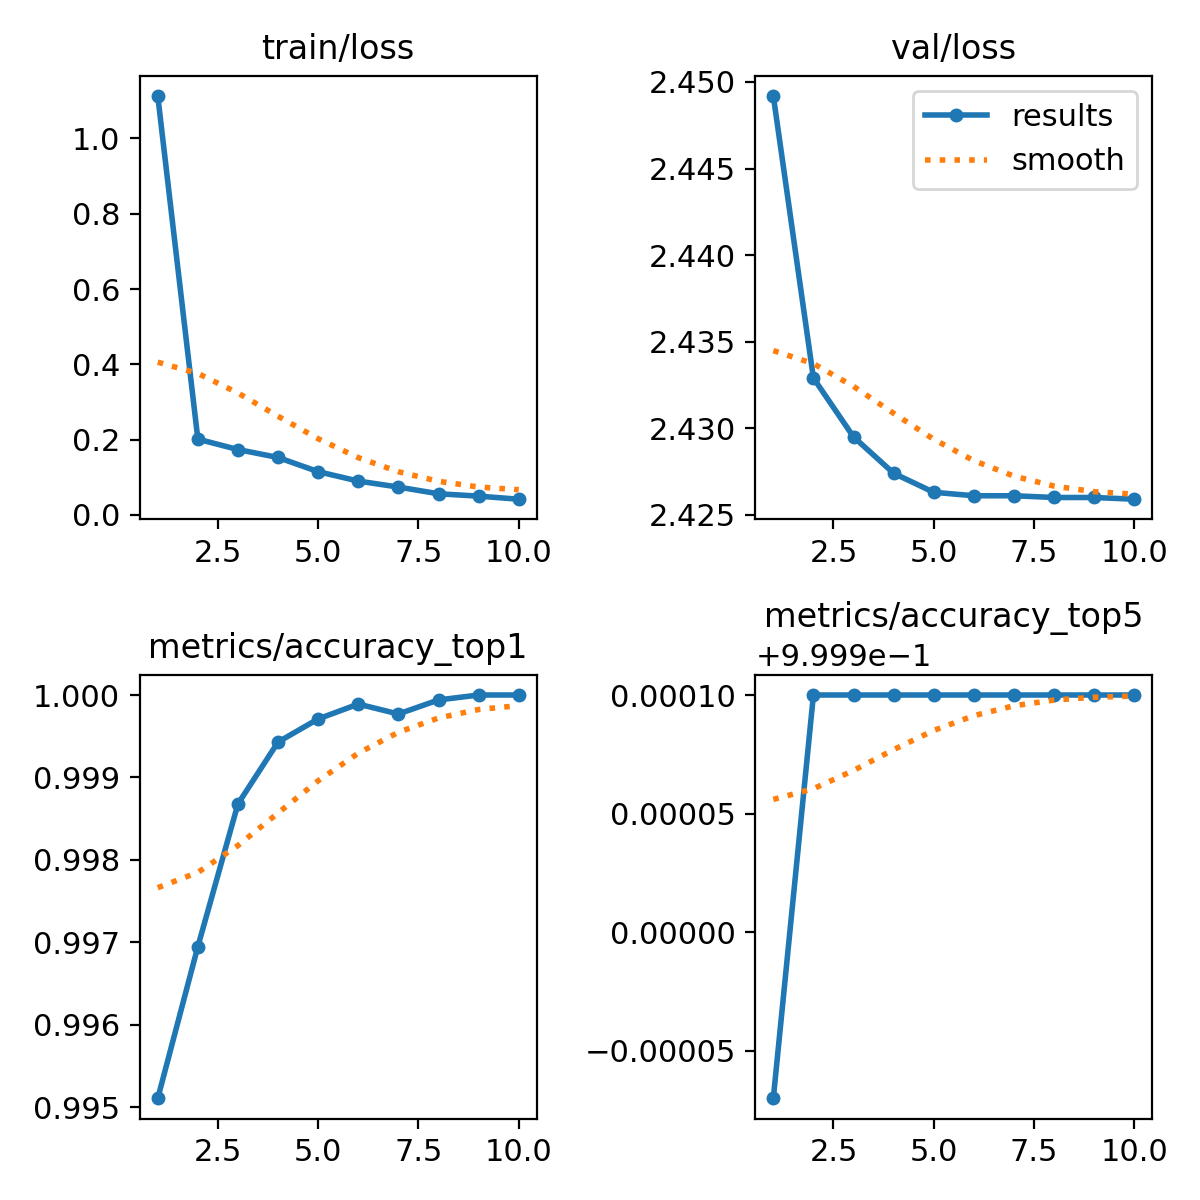 train/loss
1.0
0.8
0.6
0.4
0.2
0.0
2.5 5.0 7.5 10.0
val/loss
2.450
2.445
2.440
2.435
2.430
2.425
results
smooth
2.5 5.0 7.5 10.0
metrics/accuracy_top1
1.000
0.999
0.998
0.997
0.996
0.995
2.5 5.0 7.5 10.0
metrics/accuracy_top5
+9.999e−1
0.00010
0.00005
0.00000
−0.00005
2.5 5.0 7.5 10.0